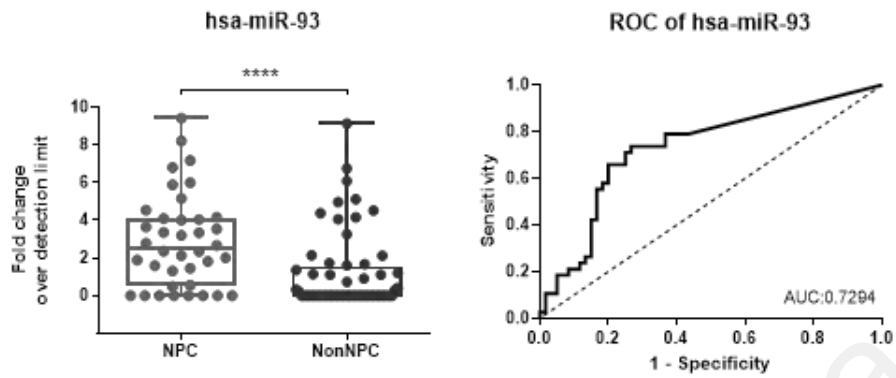 hsa-miR-93
****
Fold change
over detection limit
10
8
6
4
2
0
NPC
NonNPC
ROC of hsa-miR-93
Sensitivity
1.0
0.8
0.6
0.4
0.2
0.0
AUC:0.7294
0.0
0.2
0.4
0.6
0.8
1.0
1 - Specificity